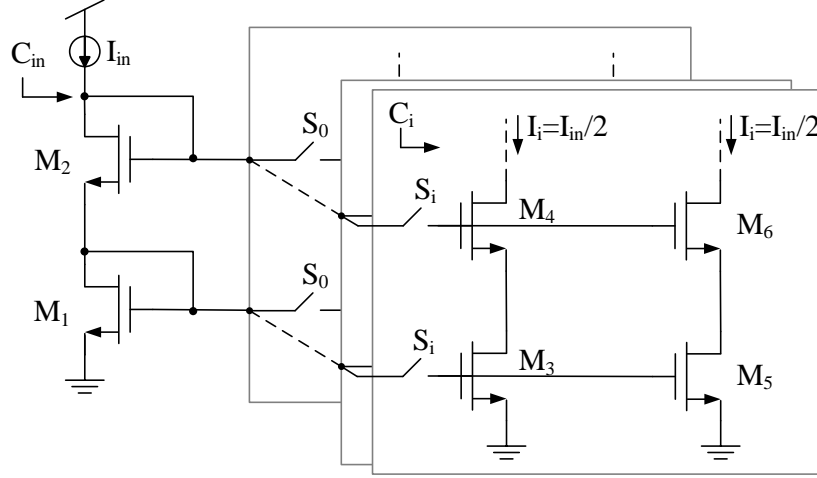 C_in
I_in
M_2
S_0
C_i
I_i=I_in/2
I_i=I_in/2
S_i
M_4
M_6
M_1
S_0
S_i
M_3
M_5